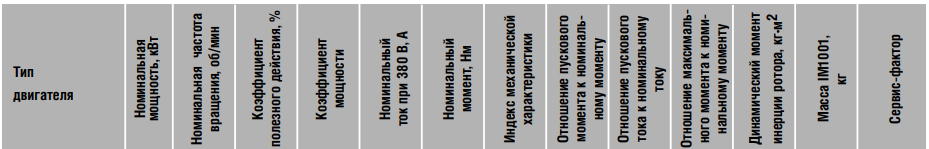 Тип
двигателя
Номинальная
мощность, кВт
Номинальная частота
вращения, об/мин
Коэффициент
полезного действия, %
Коэффициент
мощности
Номинальный
ток при 380 В, А
Номинальный
момент, Нм
Индекс механической
характеристики
Отношение пускового
момента к номиналь-
ному моменту
Отношение пускового
тока к номинальному
току
Отношение максималь-
ного момента к номи-
нальному моменту
Динамический момент
инерции ротора, кг-м²
Масса IM1001,
кг
Сервис-фактор